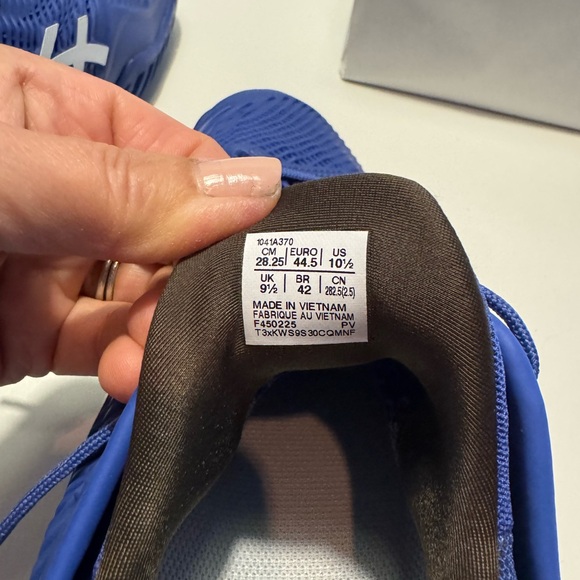 1041A370
CM EURO US
28.25 44.5 10½
UK BR CN
9½ 42 282.5(2.5)
MADE IN VIETNAM
FABRIQUE AU VIETNAM
F450225 PV
T3xKWS9S30CQMNF